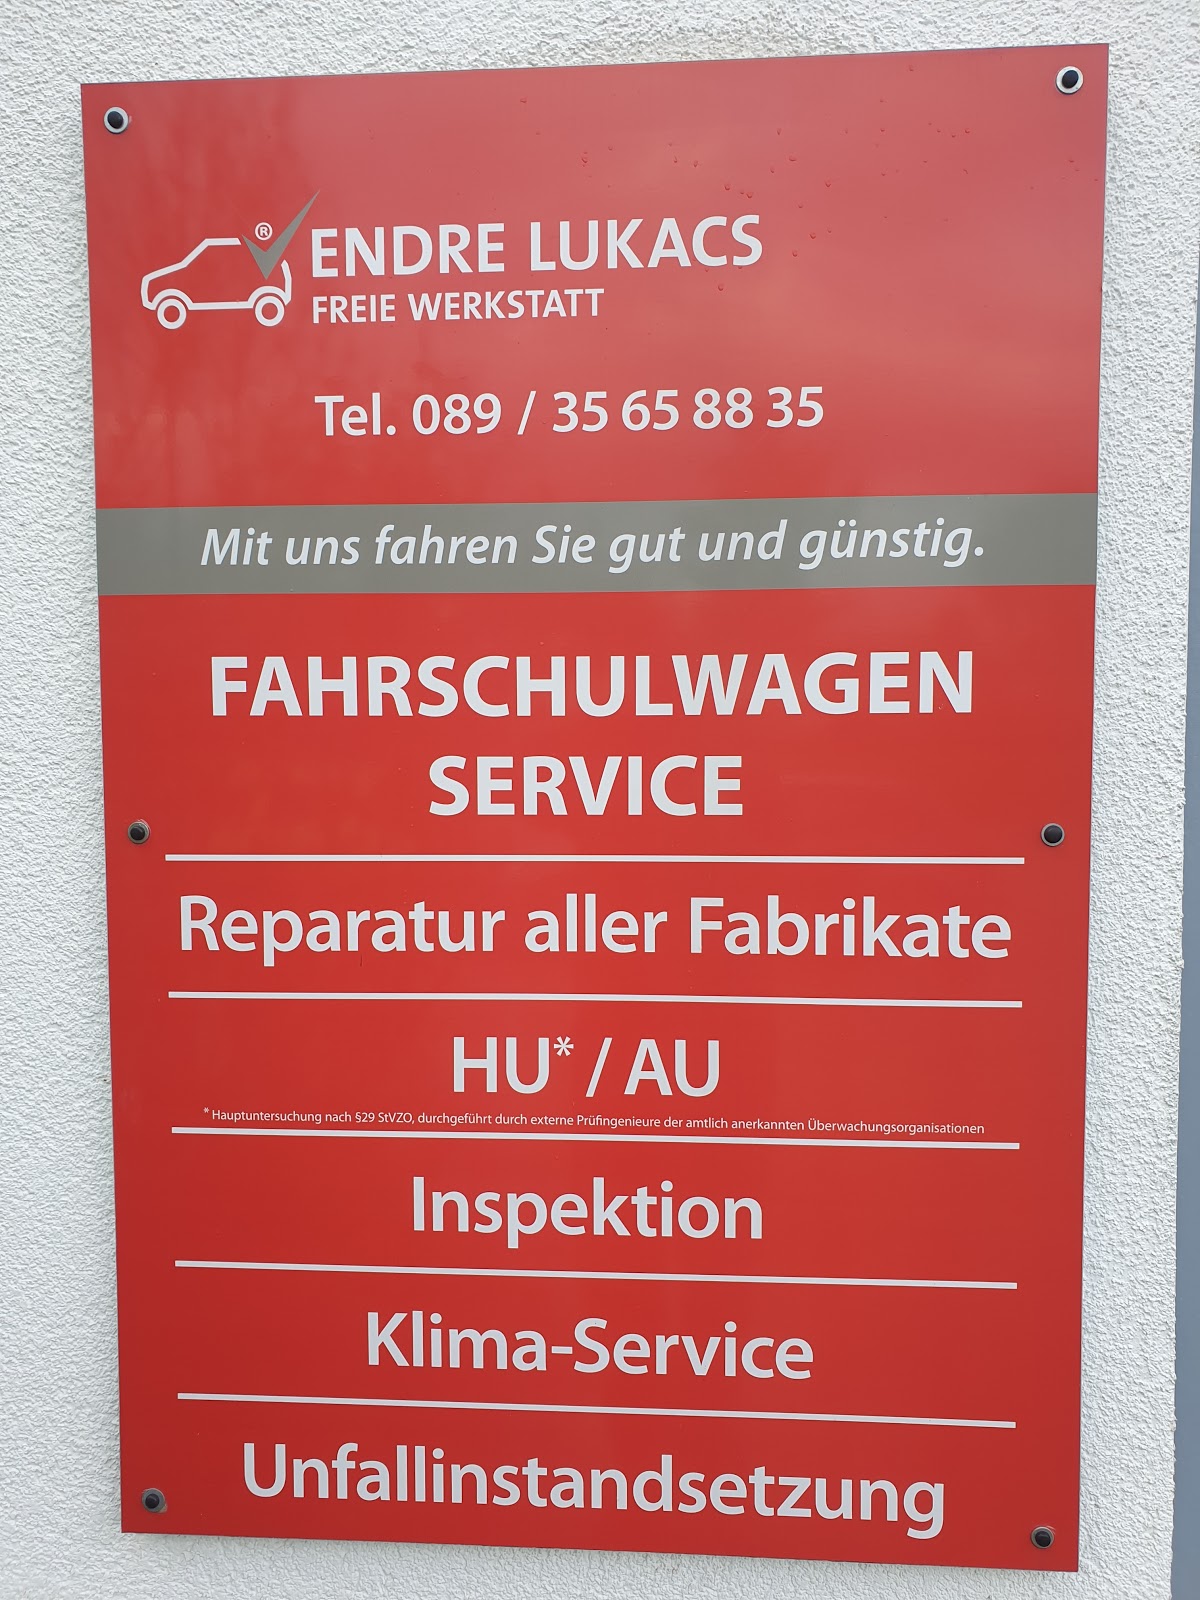 ®
ENDRE LUKACS
FREIE WERKSTATT
Tel. 089 / 35 65 88 35
Mit uns fahren Sie gut und günstig.
FAHRSCHULWAGEN
SERVICE
Reparatur aller Fabrikate
HU* / AU
* Hauptuntersuchung nach §29 StVZO, durchgeführt durch externe Prüfingenieure der amtlich anerkannten Überwachungsorganisationen
Inspektion
Klima-Service
Unfallinstandsetzung